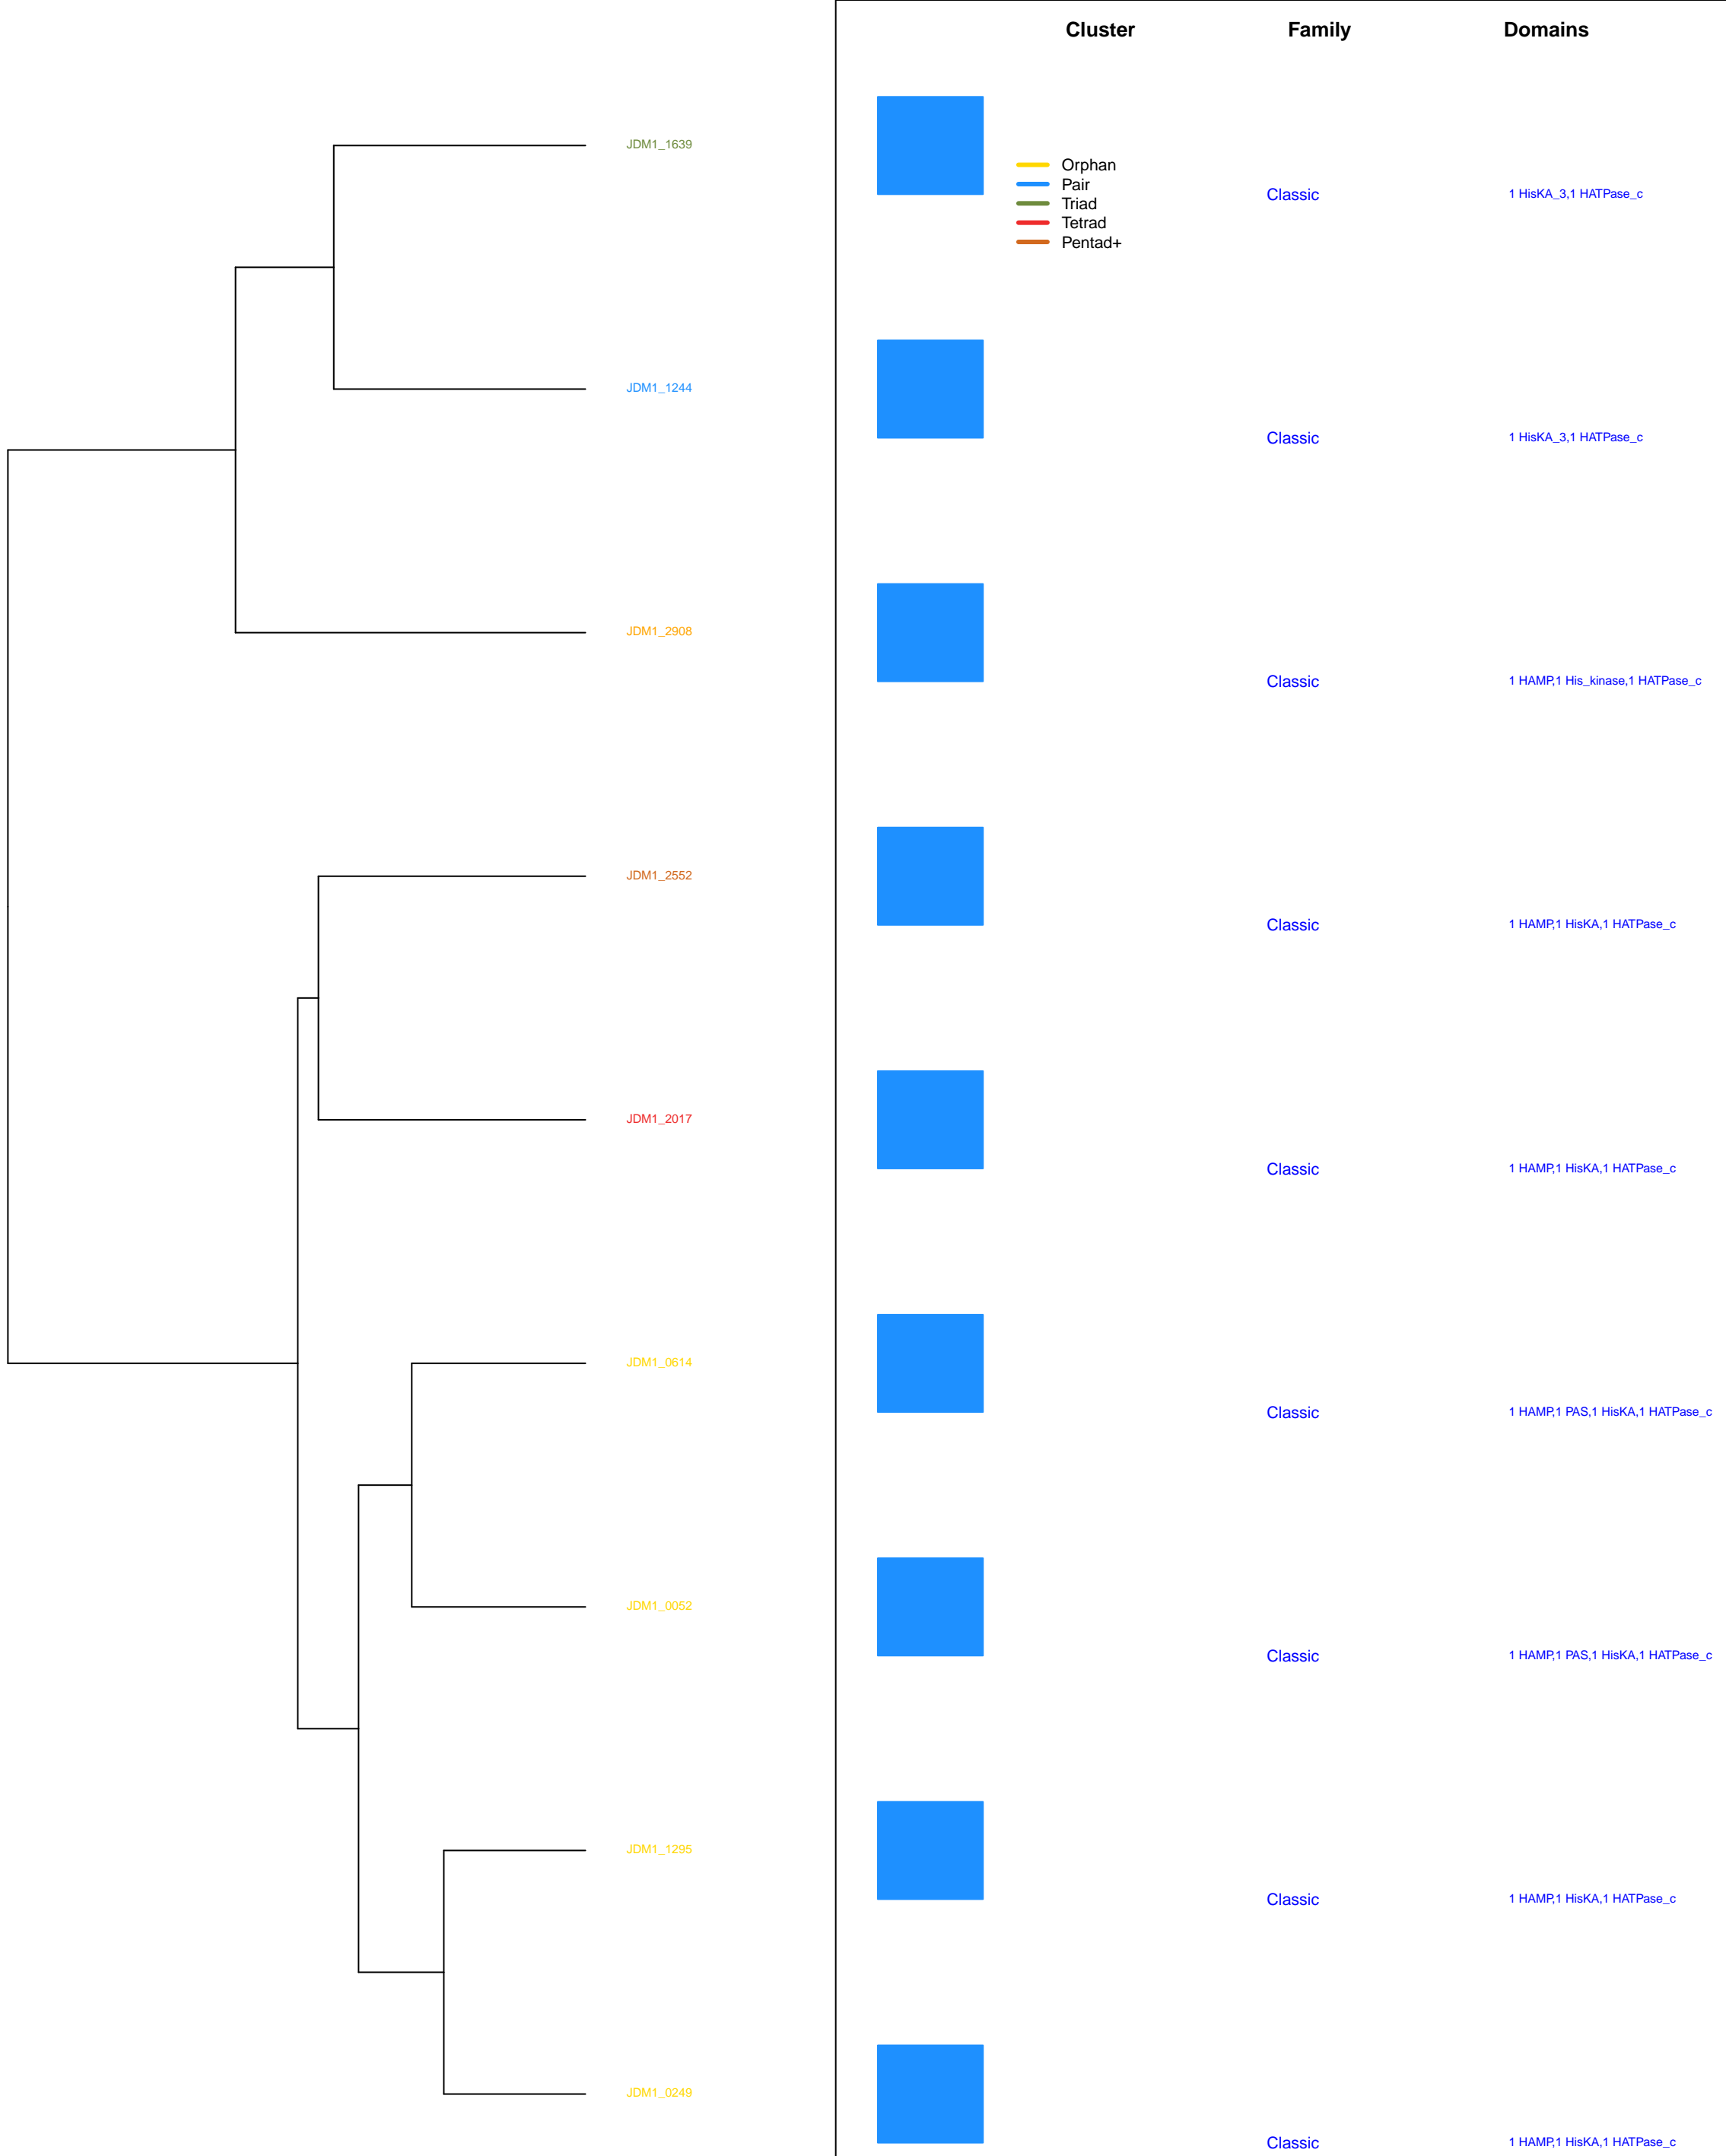 Cluster Family Domains
JDM1_1639
Orphan
Pair
Triad
Tetrad
Pentad+
Classic 1 HisKA_3,1 HATPase_c
JDM1_1244
Classic 1 HisKA_3,1 HATPase_c
JDM1_2908
Classic 1 HAMP,1 His_kinase,1 HATPase_c
JDM1_2552
Classic 1 HAMP,1 HisKA,1 HATPase_c
JDM1_2017
Classic 1 HAMP,1 HisKA,1 HATPase_c
JDM1_0614
Classic 1 HAMP,1 PAS,1 HisKA,1 HATPase_c
JDM1_0052
Classic 1 HAMP,1 PAS,1 HisKA,1 HATPase_c
JDM1_1295
Classic 1 HAMP,1 HisKA,1 HATPase_c
JDM1_0249
Classic 1 HAMP,1 HisKA,1 HATPase_c